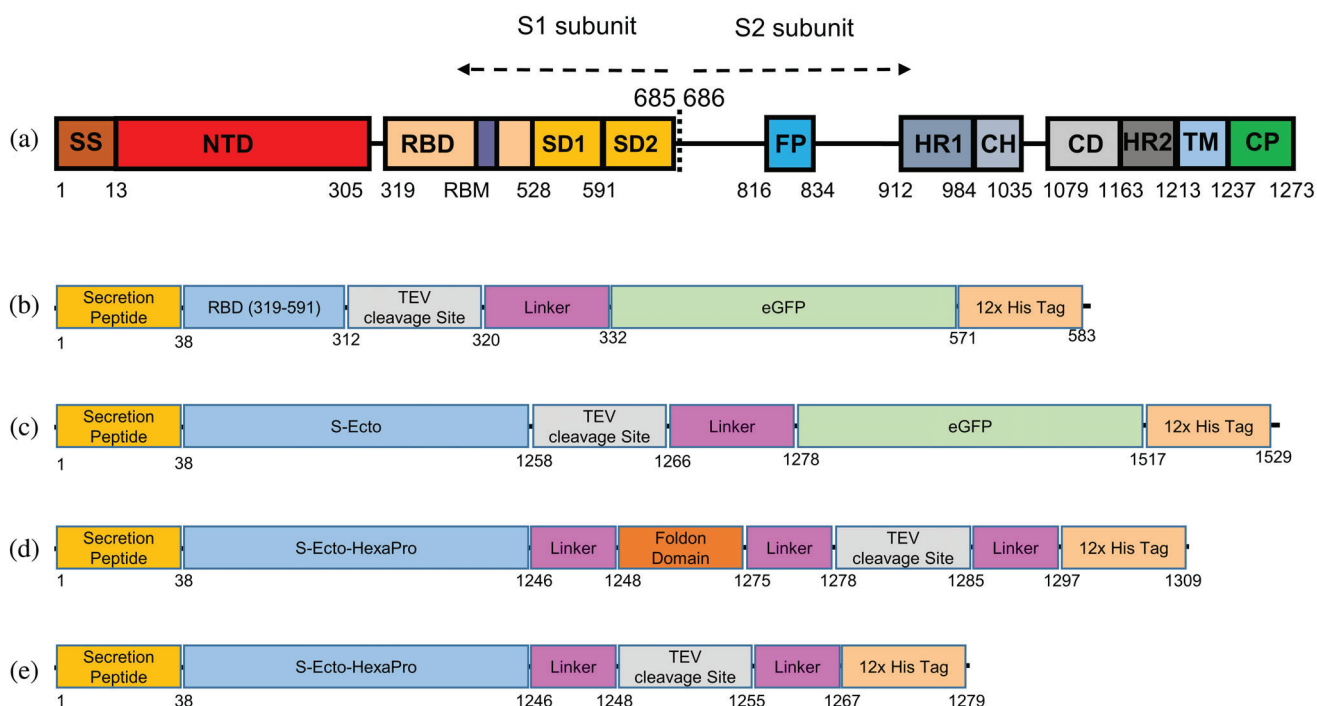 S1 subunit S2 subunit
685 686
(a) SS NTD RBD SD1 SD2 FP HR1 CH CD HR2 TM CP
1 13 305 319 RBM 528 591 816 834 912 984 1035 1079 1163 1213 1237 1273
(b) Secretion Peptide RBD (319-591) TEV cleavage Site Linker eGFP 12x His Tag
1 38 312 320 332 571 583
(c) Secretion Peptide S-Ecto TEV cleavage Site Linker eGFP 12x His Tag
1 38 1258 1266 1278 1517 1529
(d) Secretion Peptide S-Ecto-HexaPro Linker Foldon Domain Linker TEV cleavage Site Linker 12x His Tag
1 38 1246 1248 1275 1278 1285 1297 1309
(e) Secretion Peptide S-Ecto-HexaPro Linker TEV cleavage Site Linker 12x His Tag
1 38 1246 1248 1255 1267 1279